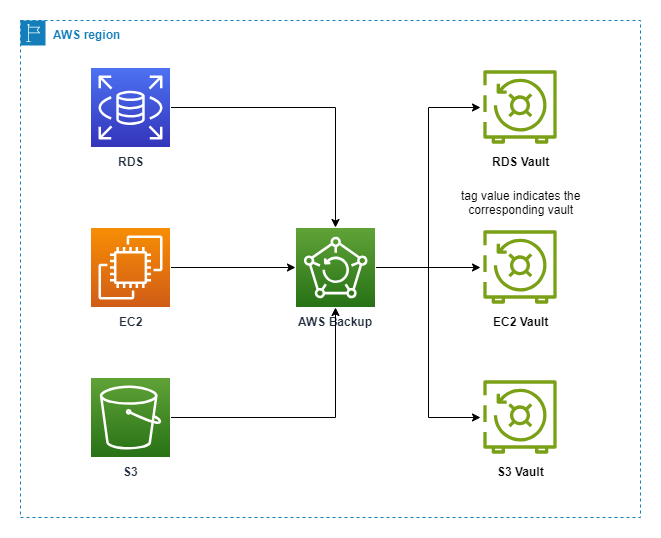 AWS region
RDS
RDS Vault
tag value indicates the
corresponding vault
EC2
AWS Backup
EC2 Vault
S3
S3 Vault